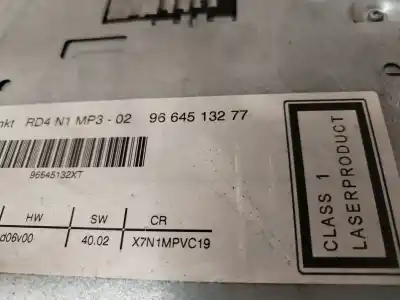 nkt RD4 N1 MP3 - 02 96 645 132 77
96645132XT
HW SW CR
d06v00 40.02 X7N1MPVC19
CLASS 1
LASERPRODUCT